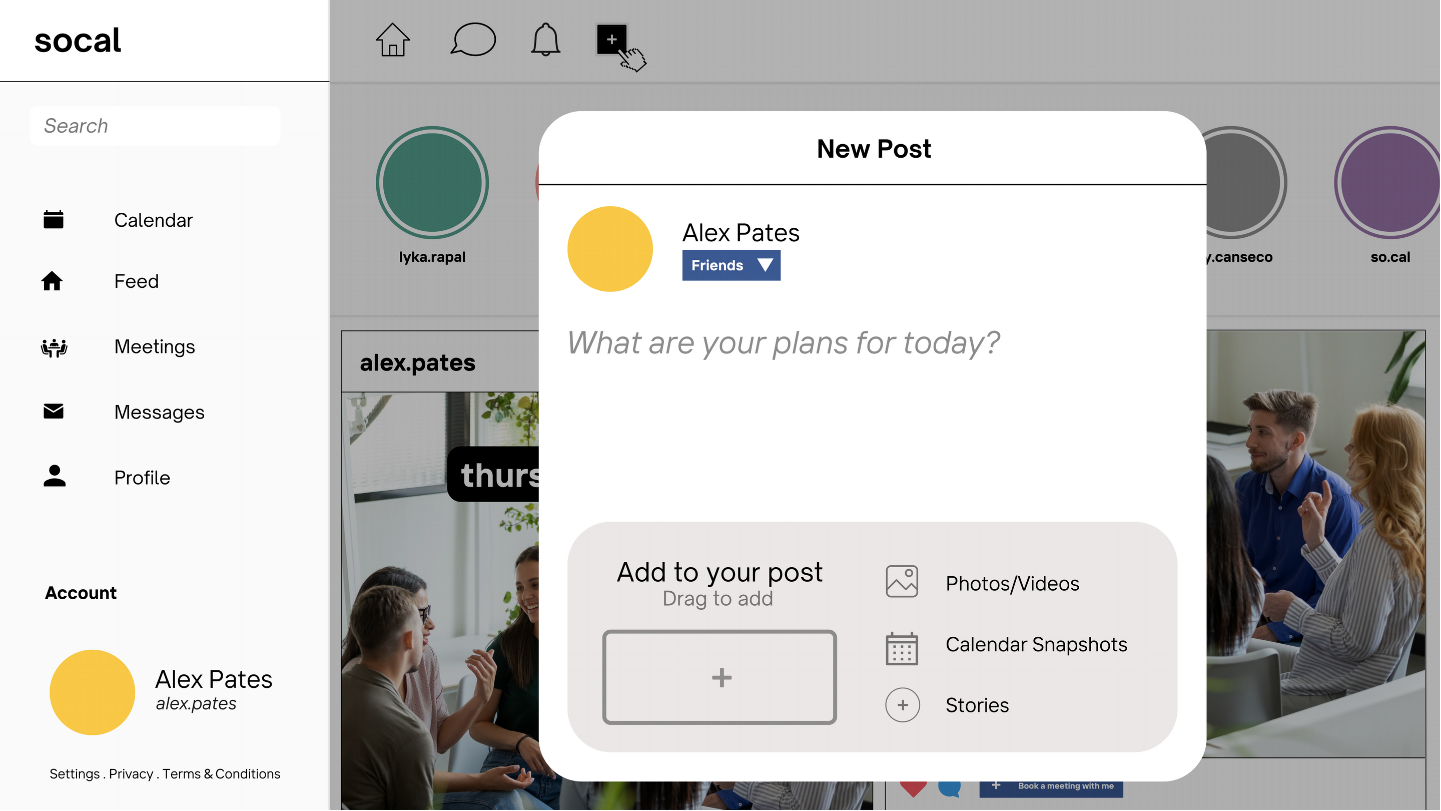 socal
Search
Calendar
Feed
Meetings
Messages
Profile
Account
Alex Pates
alex.pates
Settings . Privacy . Terms & Conditions
lyka.rapal
y.canseco
so.cal
alex.pates
thurs
New Post
Alex Pates
Friends
What are your plans for today?
Add to your post
Drag to add
Photos/Videos
Calendar Snapshots
Stories
Book a meeting with me